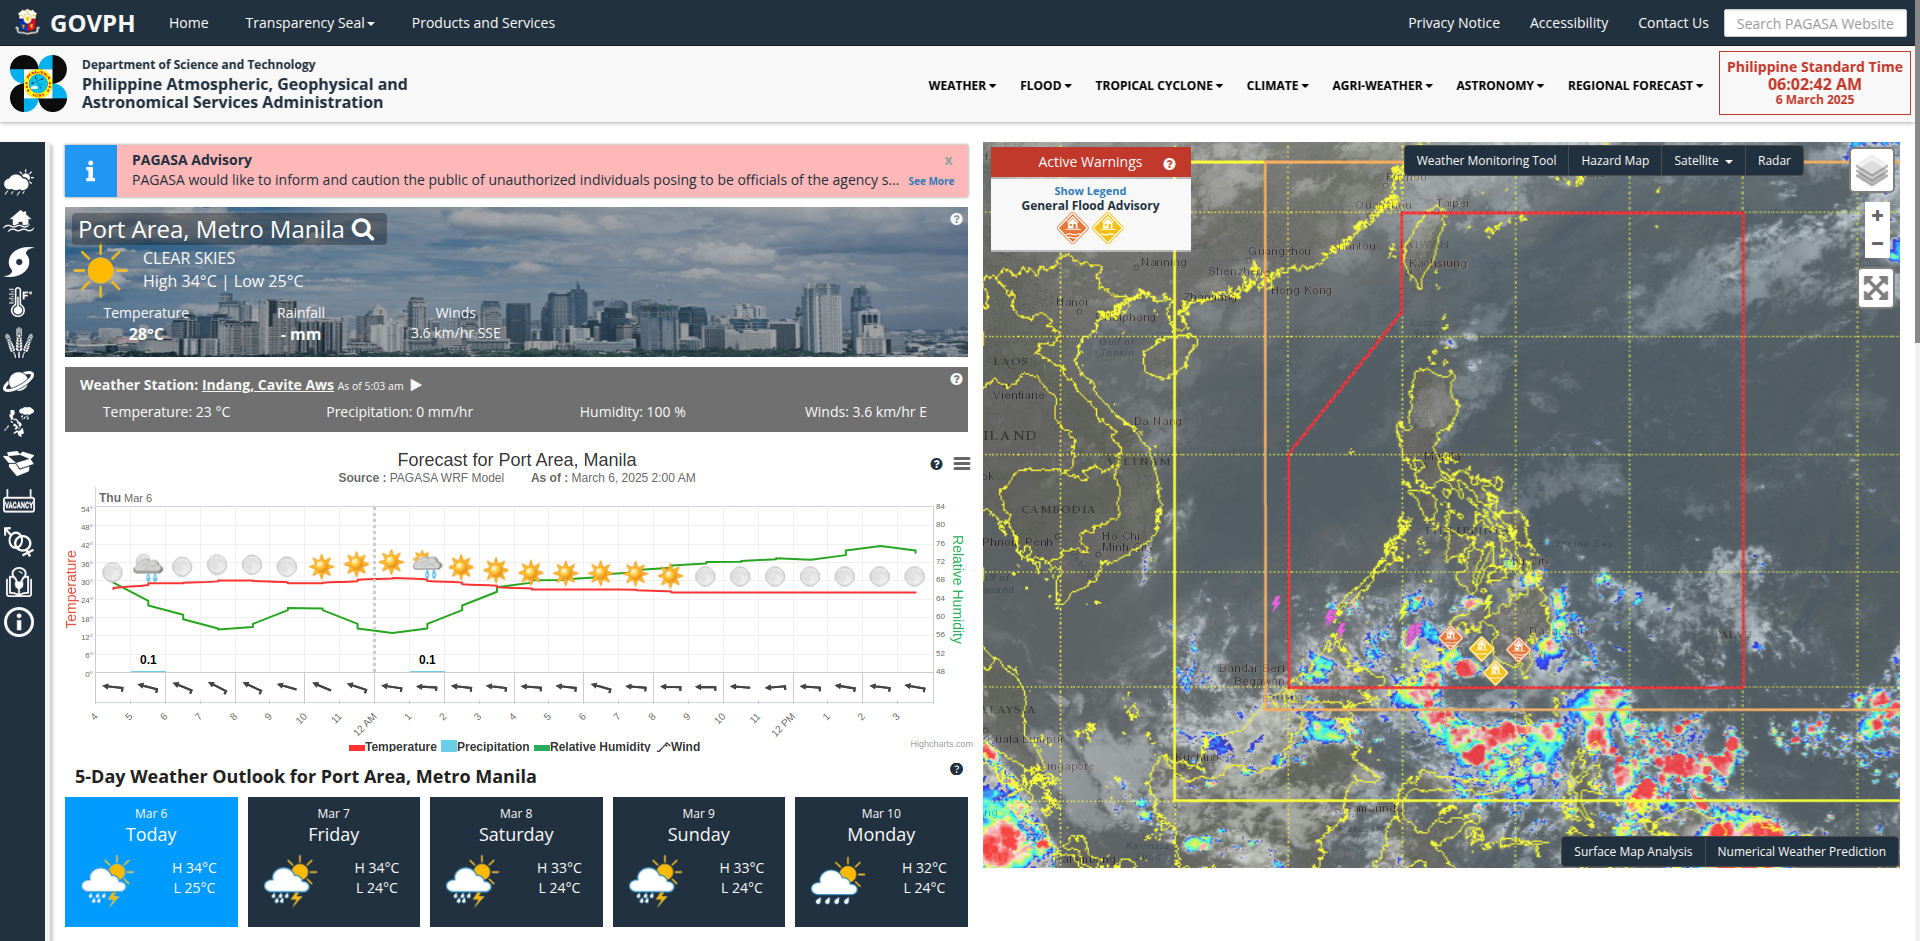 GOVPH
Home
Transparency Seal
Products and Services
Privacy Notice
Accessibility
Contact Us
Search PAGASA Website
Department of Science and Technology
Philippine Atmospheric, Geophysical and
Astronomical Services Administration
WEATHER
FLOOD
TROPICAL CYCLONE
CLIMATE
AGRI-WEATHER
ASTRONOMY
REGIONAL FORECAST
Philippine Standard Time
06:02:42 AM
6 March 2025
VACANCY
PAGASA Advisory
x
PAGASA would like to inform and caution the public of unauthorized individuals posing to be officials of the agency s... See More
Port Area, Metro Manila
CLEAR SKIES
High 34°C | Low 25°C
Temperature
28°C
Rainfall
- mm
Winds
3.6 km/hr SSE
Weather Station: Indang, Cavite Aws As of 5:03 am
Temperature: 23 °C
Precipitation: 0 mm/hr
Humidity: 100 %
Winds: 3.6 km/hr E
Forecast for Port Area, Manila
Source : PAGASA WRF Model As of : March 6, 2025 2:00 AM
Thu Mar 6
Temperature
54°
48°
42°
36°
30°
24°
18°
12°
6°
0°
0.1
0.1
84
80
76
72
68
64
60
56
52
48
Relative Humidity
4 5 6 7 8 9 10 11 12 AM 1 2 3 4 5 6 7 8 9 10 11 12 PM 1 2 3
Temperature Precipitation Relative Humidity Wind
Highcharts.com
5-Day Weather Outlook for Port Area, Metro Manila
Mar 6
Today
H 34°C
L 25°C
Mar 7
Friday
H 34°C
L 24°C
Mar 8
Saturday
H 33°C
L 24°C
Mar 9
Sunday
H 33°C
L 24°C
Mar 10
Monday
H 32°C
L 24°C
Active Warnings
Show Legend
General Flood Advisory
Weather Monitoring Tool
Hazard Map
Satellite
Radar
+
−
Taipei
Guangzhou
Nanning
Shenzhen
Kaohsiung
Hong Kong
Hanoi
Gulf of
Tonkin
LAOS
Vientiane
Da Nang
VIETNAM
CAMBODIA
Phnom Penh
Ho Chi
Minh City
Bandar Seri
Begawan
Kuala Lumpur
Singapore
Kuching
Surface Map Analysis
Numerical Weather Prediction